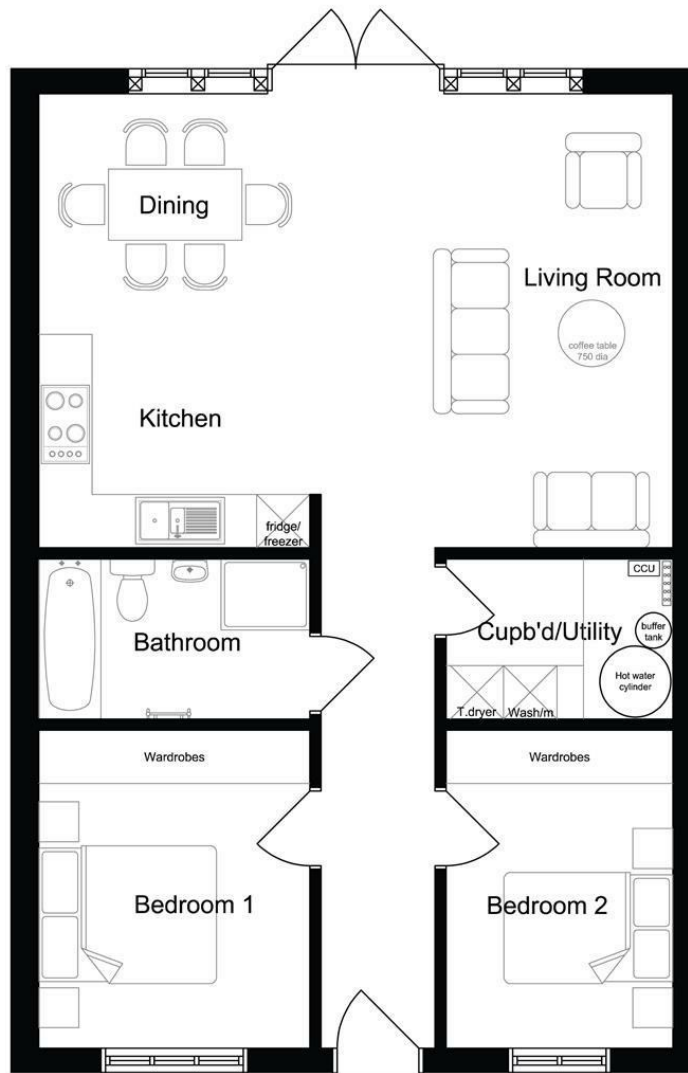 Dining
Living Room
coffee table
750 dia
Kitchen
fridge/
freezer
CCU
Bathroom
Cupb'd/Utility
buffer
tank
Hot water
cylinder
T.dryer
Wash/m
Wardrobes
Wardrobes
Bedroom 1
Bedroom 2